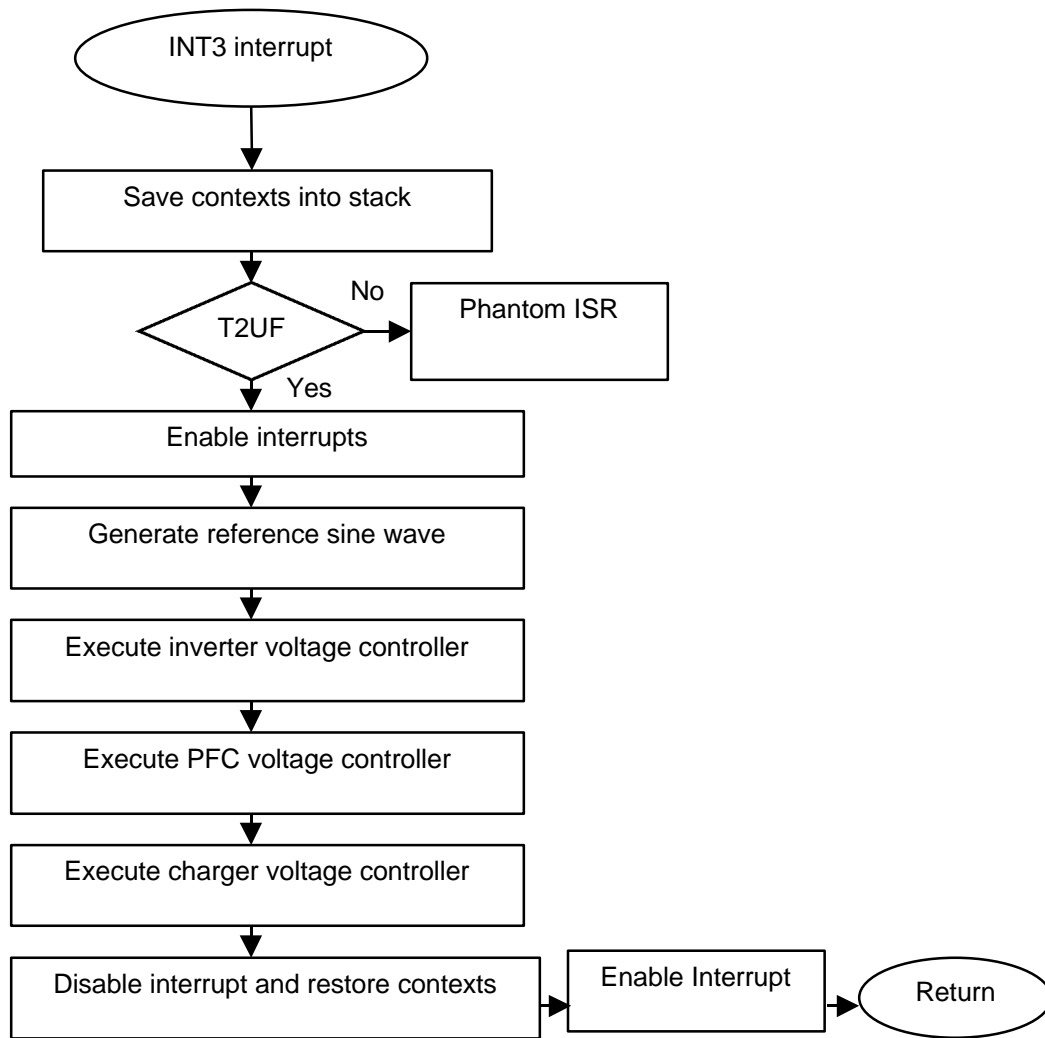 INT3 interrupt
Save contexts into stack
T2UF
No
Phantom ISR
Yes
Enable interrupts
Generate reference sine wave
Execute inverter voltage controller
Execute PFC voltage controller
Execute charger voltage controller
Disable interrupt and restore contexts
Enable Interrupt
Return